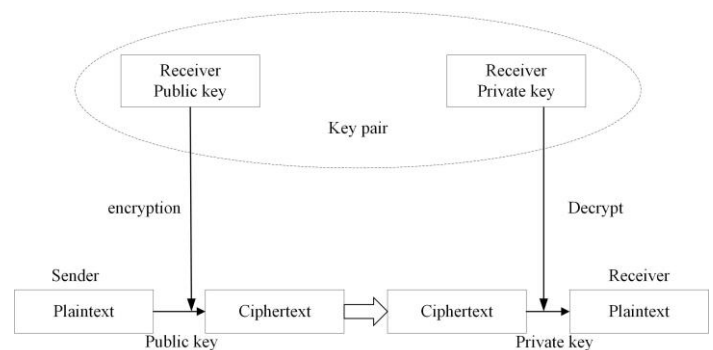 Receiver
Public key
Receiver
Private key
Key pair
encryption
Decrypt
Sender
Receiver
Plaintext
Ciphertext
Ciphertext
Plaintext
Public key
Private key